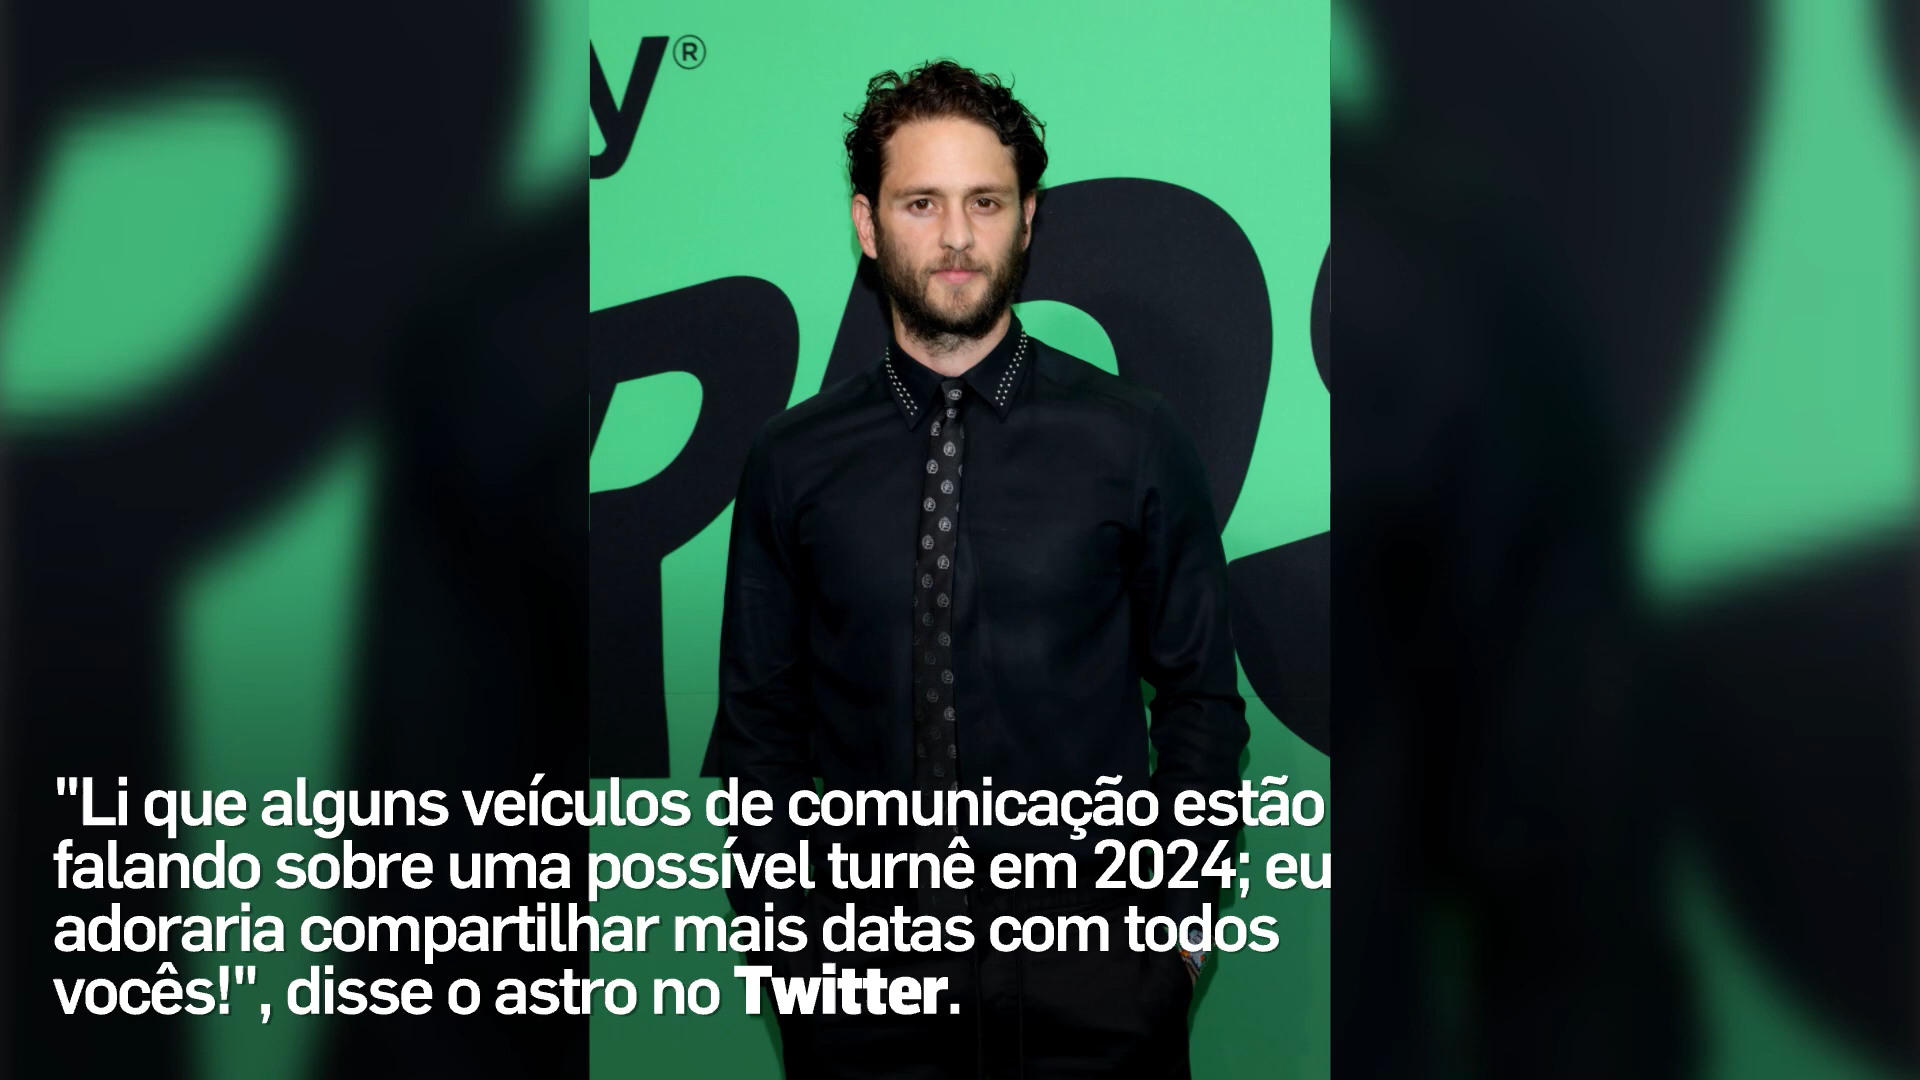 y®
"Li que alguns veículos de comunicação estão
falando sobre uma possível turnê em 2024; eu
adoraria compartilhar mais datas com todos
vocês!", disse o astro no Twitter.